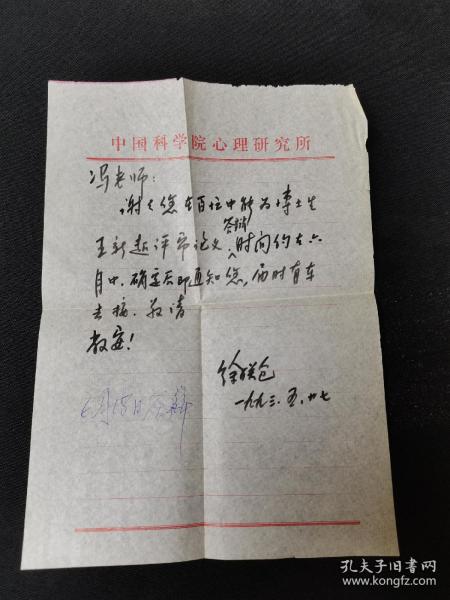 中国科学院心理研究所
冯老师：
谢谢您在百忙中能为博士生
王新超评审论文，答辩时间约在六
月中，确定后即通知您，届时有车
去接。敬请
教安！
徐联仓
一九九三.五.廿七
6月15日答辩
孔夫子旧书网
www.kongfz.com